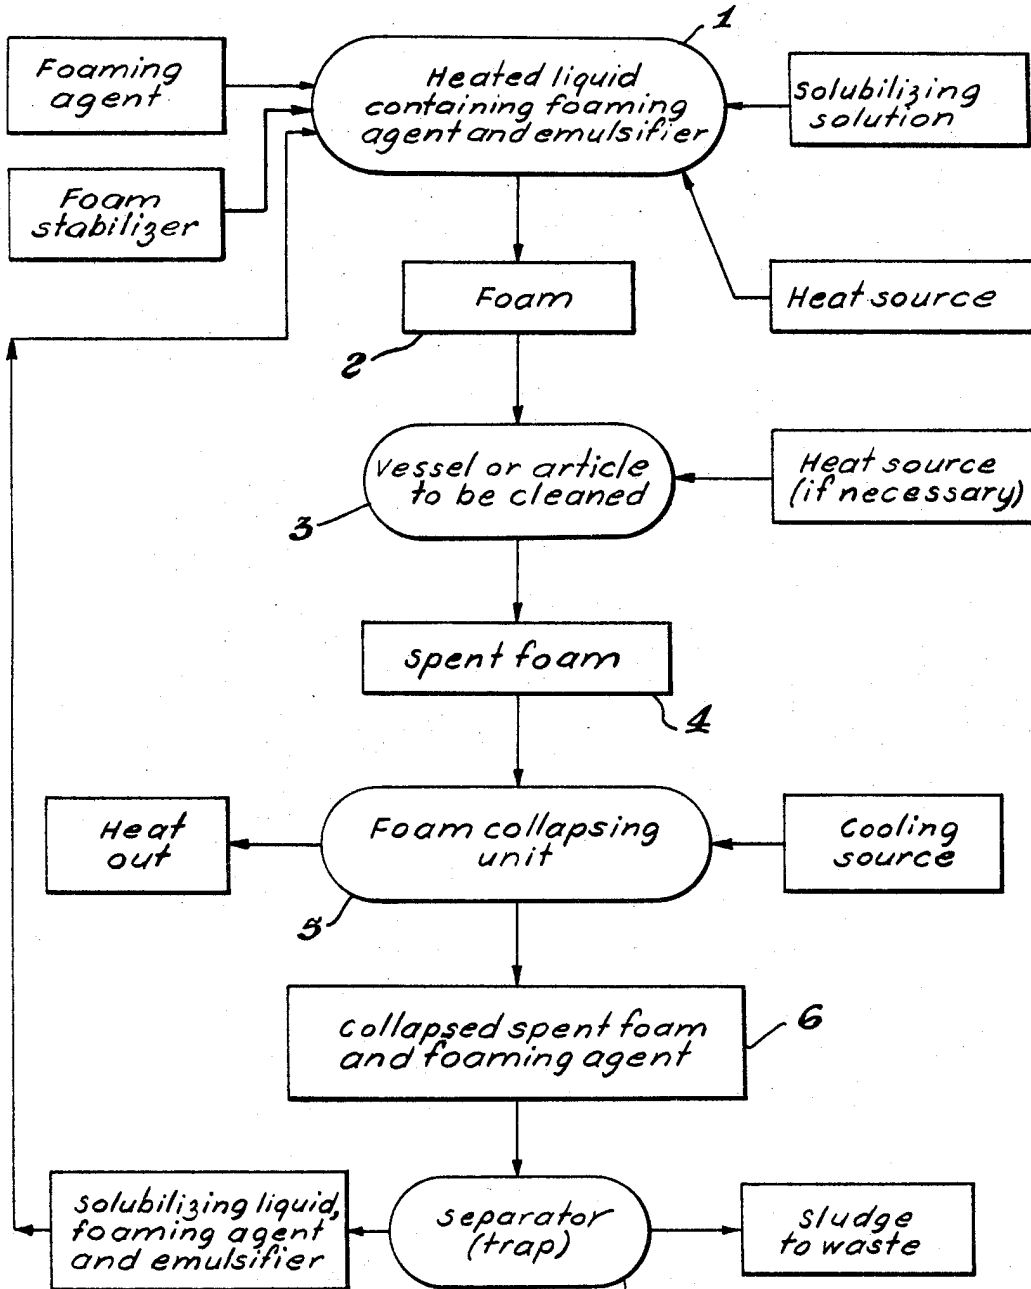 1
Foaming
agent
Heated liquid
containing foaming
agent and emulsifier
Solubilizing
solution
Foam
stabilizer
Foam
2
Heat source
Vessel or article
to be cleaned
3
Heat source
(if necessary)
Spent foam
4
Heat
out
Foam collapsing
unit
5
Cooling
source
Collapsed spent foam
and foaming agent
6
Solubilizing liquid,
foaming agent
and emulsifier
Separator
(trap)
Sludge
to waste